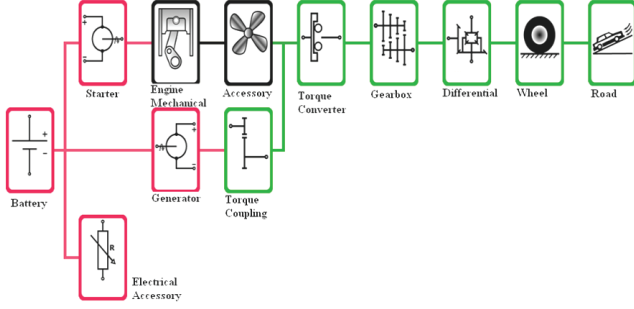 Starter
Engine
Mechanical
Accessory
Torque
Converter
Gearbox
Differential
Wheel
Road
Battery
Generator
Torque
Coupling
R
Electrical
Accessory
+
-
+
-
+
-